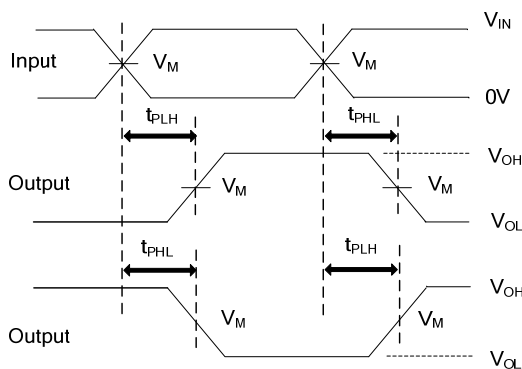 V_IN
Input V_M V_M
0V
t_PLH t_PHL
V_OH
Output V_M V_M
V_OL
t_PHL t_PLH
V_OH
V_M V_M
Output
V_OL